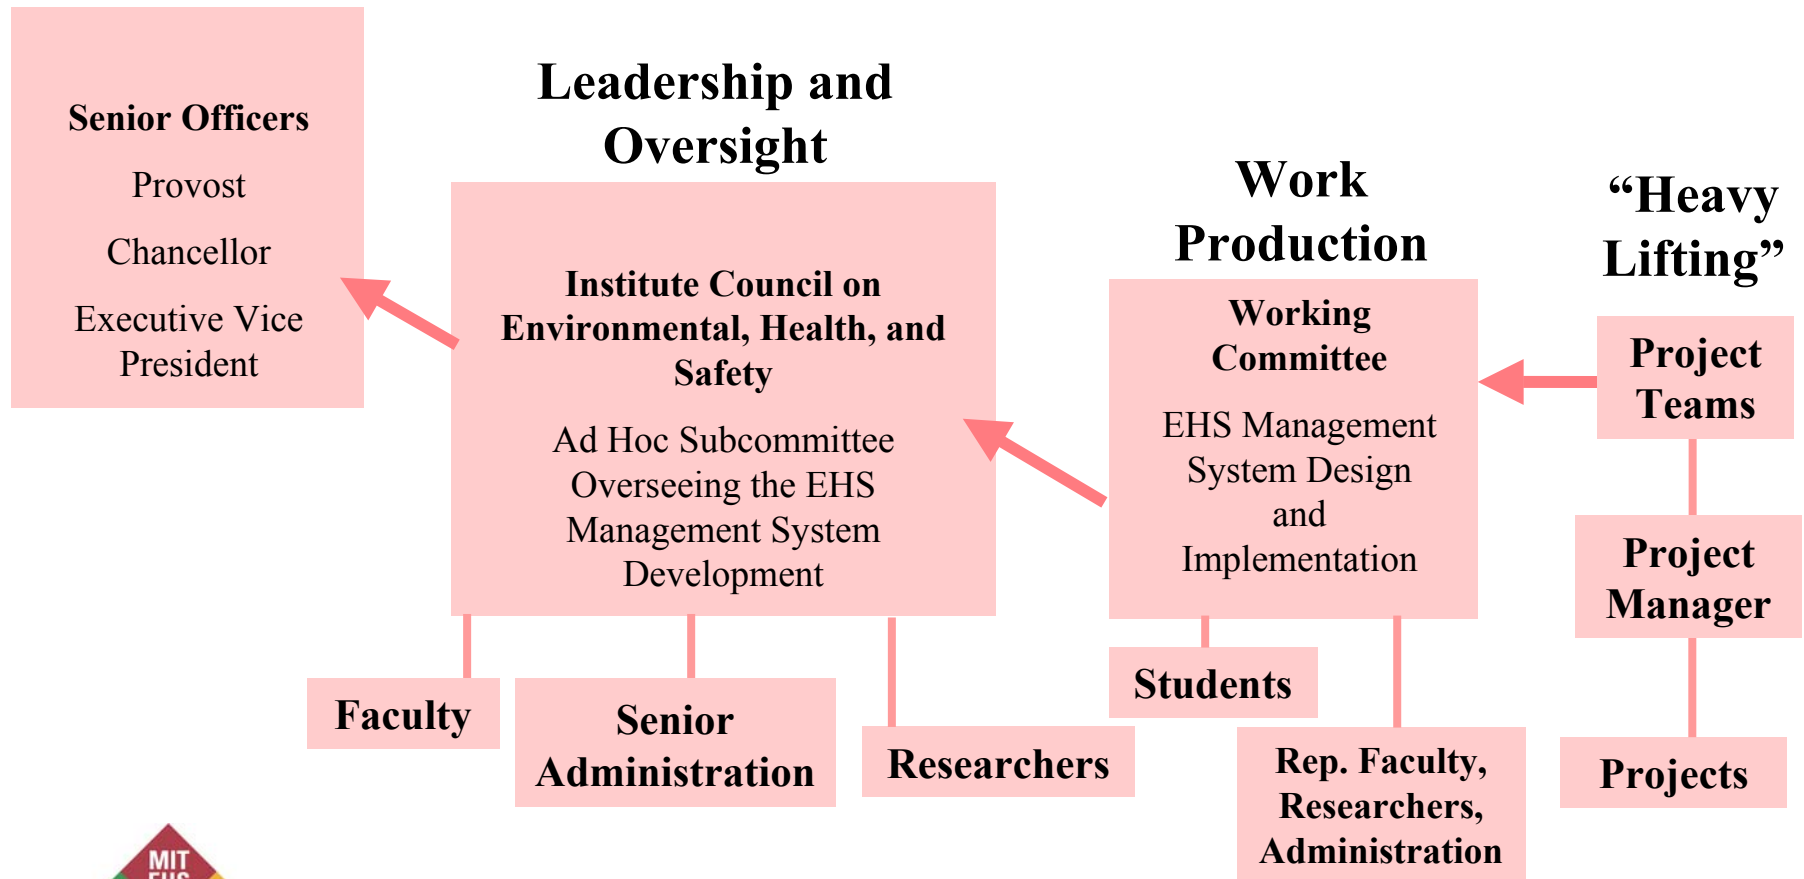 Senior Officers
Provost
Chancellor
Executive Vice
President
Leadership and
Oversight
Institute Council on
Environmental, Health, and
Safety
Ad Hoc Subcommittee
Overseeing the EHS
Management System
Development
Faculty
Senior
Administration
Researchers
Work
Production
Working
Committee
EHS Management
System Design
and
Implementation
Students
Rep. Faculty,
Researchers,
Administration
“Heavy
Lifting”
Project
Teams
Project
Manager
Projects
MIT
EHS